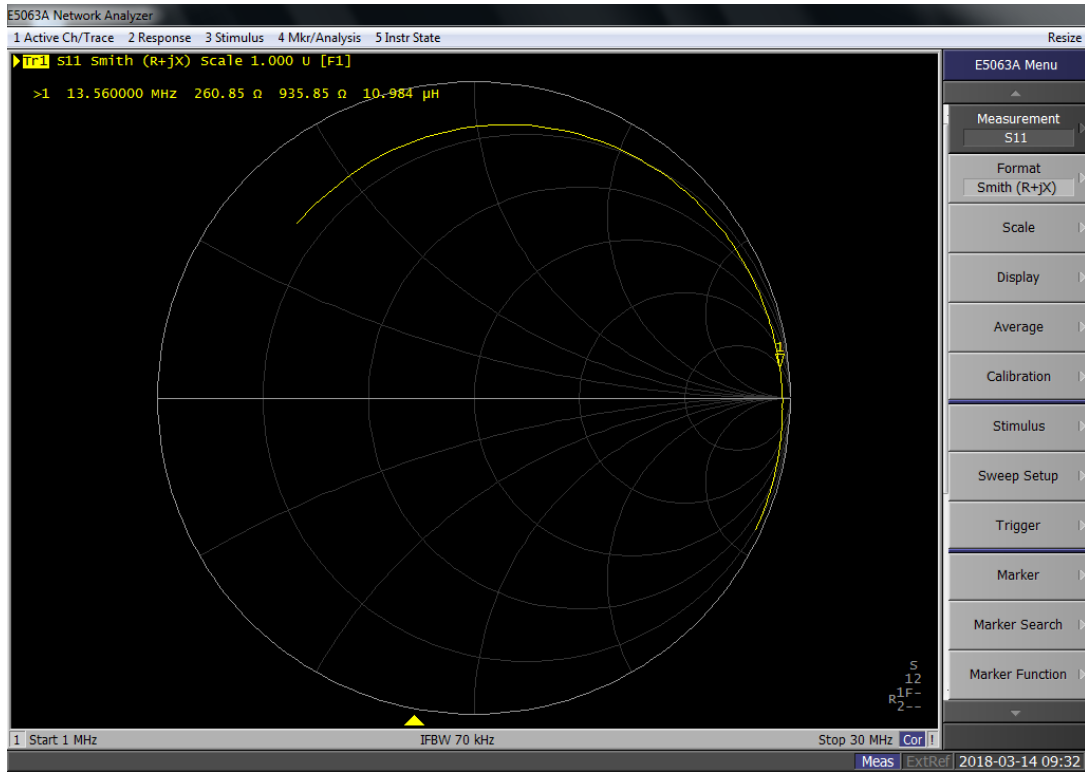 E5063A Network Analyzer
1 Active Ch/Trace 2 Response 3 Stimulus 4 Mkr/Analysis 5 Instr State Resize
Tr1 S11 Smith (R+jX) Scale 1.000 U [F1]
>1 13.560000 MHz 260.85 Ω 935.85 Ω 10.984 µH
1
E5063A Menu
Measurement
S11
Format
Smith (R+jX)
Scale
Display
Average
Calibration
Stimulus
Sweep Setup
Trigger
Marker
Marker Search
Marker Function
S
12
R1F-
2--
1 Start 1 MHz IFBW 70 kHz Stop 30 MHz Cor !
Meas ExtRef 2018-03-14 09:32